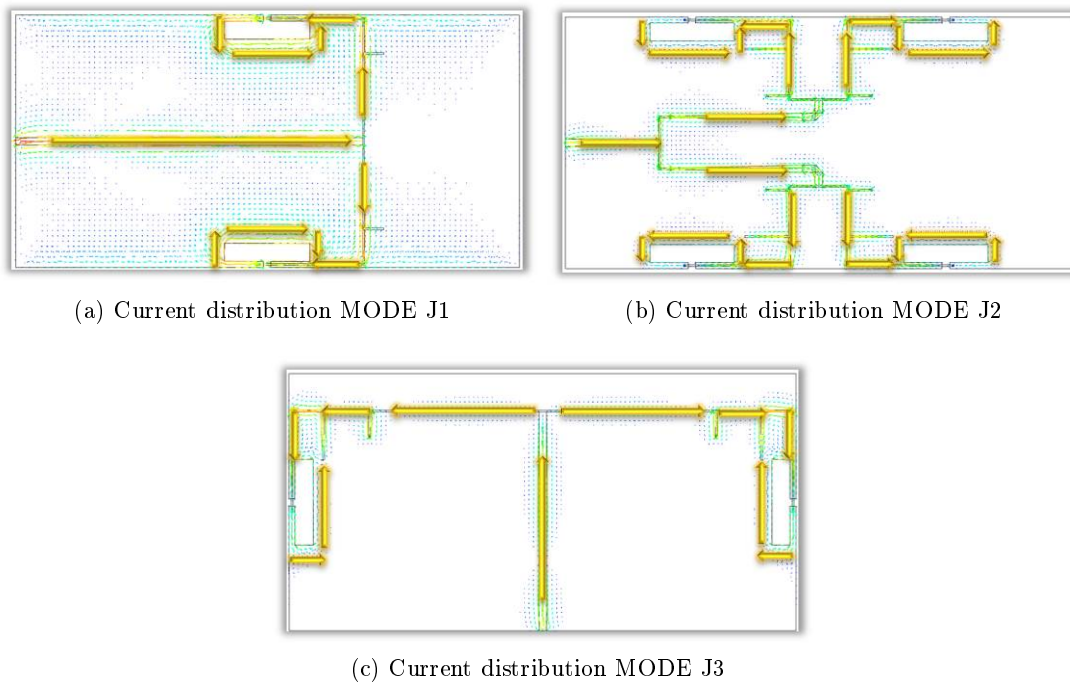 (a) Current distribution MODE J1
(b) Current distribution MODE J2
(c) Current distribution MODE J3